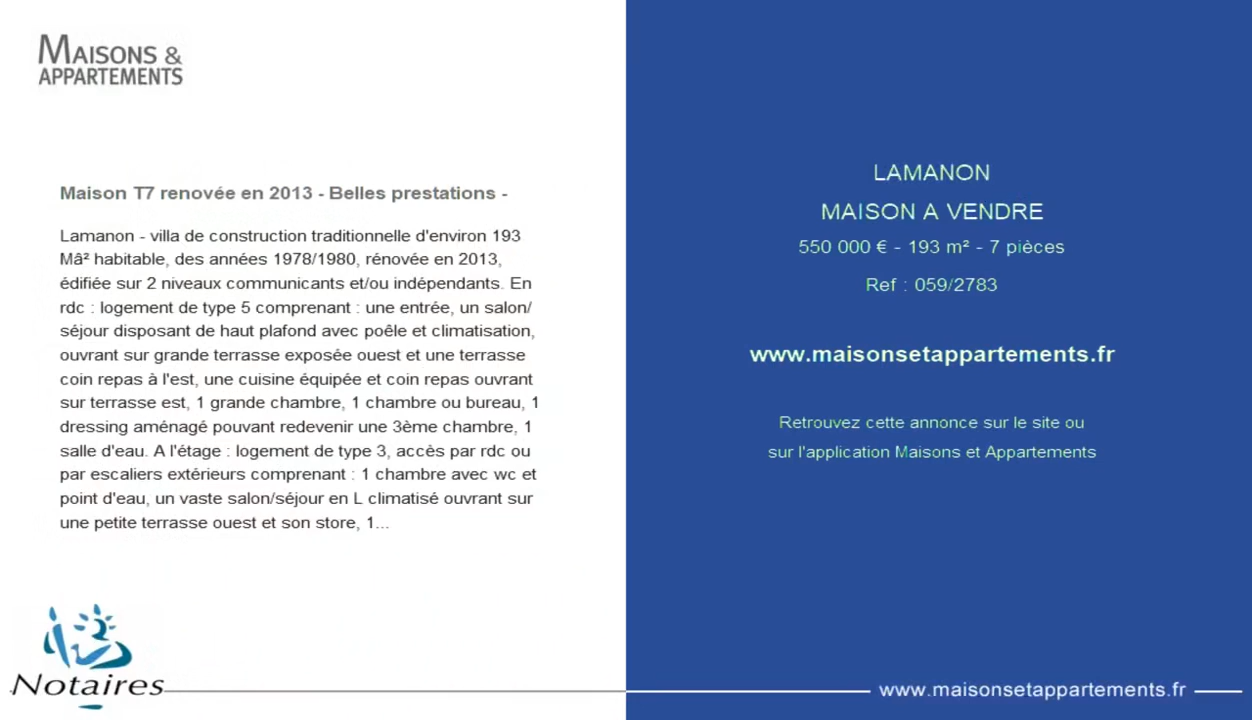 MAISONS &
APPARTEMENTS
Maison T7 renovée en 2013 - Belles prestations -
Lamanon - villa de construction traditionnelle d'environ 193
Mâ² habitable, des années 1978/1980, rénovée en 2013,
édifiée sur 2 niveaux communicants et/ou indépendants. En
rdc : logement de type 5 comprenant : une entrée, un salon/
séjour disposant de haut plafond avec poêle et climatisation,
ouvrant sur grande terrasse exposée ouest et une terrasse
coin repas à l'est, une cuisine équipée et coin repas ouvrant
sur terrasse est, 1 grande chambre, 1 chambre ou bureau, 1
dressing aménagé pouvant redevenir une 3ème chambre, 1
salle d'eau. A l'étage : logement de type 3, accès par rdc ou
par escaliers extérieurs comprenant : 1 chambre avec wc et
point d'eau, un vaste salon/séjour en L climatisé ouvrant sur
une petite terrasse ouest et son store, 1...
Notaires
LAMANON
MAISON A VENDRE
550 000 € - 193 m² - 7 pièces
Ref : 059/2783
www.maisonsetappartements.fr
Retrouvez cette annonce sur le site ou
sur l'application Maisons et Appartements
www.maisonsetappartements.fr